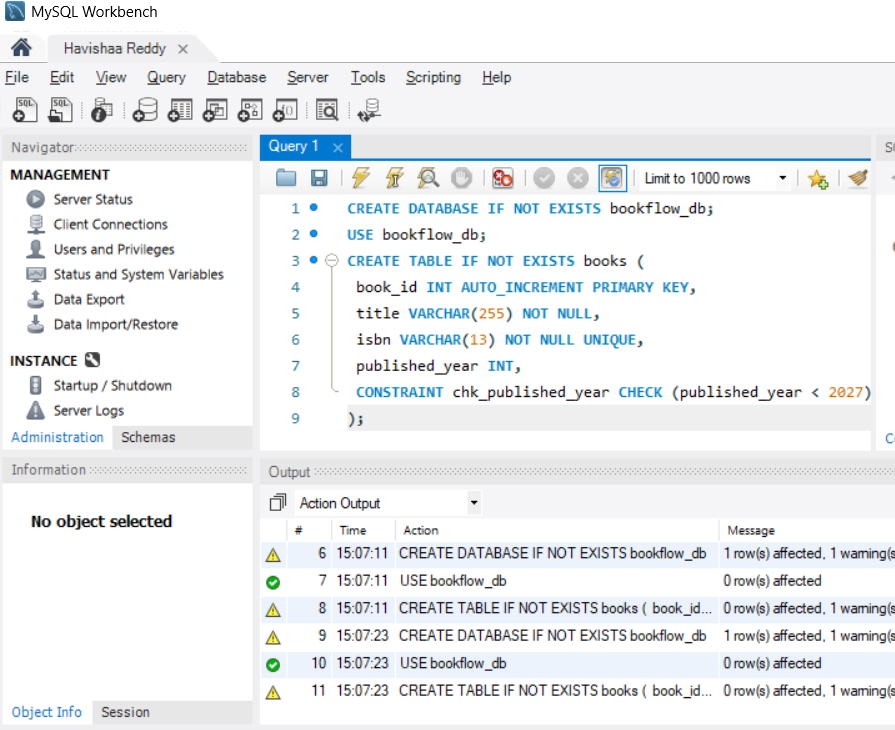 MySQL Workbench
Havishaa Reddy
File Edit View Query Database Server Tools Scripting Help
Navigator
MANAGEMENT
Server Status
Client Connections
Users and Privileges
Status and System Variables
Data Export
Data Import/Restore
INSTANCE
Startup / Shutdown
Server Logs
Administration Schemas
Information
No object selected
Object Info Session
Query 1
Limit to 1000 rows
1 CREATE DATABASE IF NOT EXISTS bookflow_db;
2 USE bookflow_db;
3 CREATE TABLE IF NOT EXISTS books (
4 book_id INT AUTO_INCREMENT PRIMARY KEY,
5 title VARCHAR(255) NOT NULL,
6 isbn VARCHAR(13) NOT NULL UNIQUE,
7 published_year INT,
8 CONSTRAINT chk_published_year CHECK (published_year < 2027)
9 );
Output
Action Output
# Time Action Message
6 15:07:11 CREATE DATABASE IF NOT EXISTS bookflow_db 1 row(s) affected, 1 warning(s
7 15:07:11 USE bookflow_db 0 row(s) affected
8 15:07:11 CREATE TABLE IF NOT EXISTS books ( book_id... 0 row(s) affected, 1 warning(s
9 15:07:23 CREATE DATABASE IF NOT EXISTS bookflow_db 1 row(s) affected, 1 warning(s
10 15:07:23 USE bookflow_db 0 row(s) affected
11 15:07:23 CREATE TABLE IF NOT EXISTS books ( book_id... 0 row(s) affected, 1 warning(s